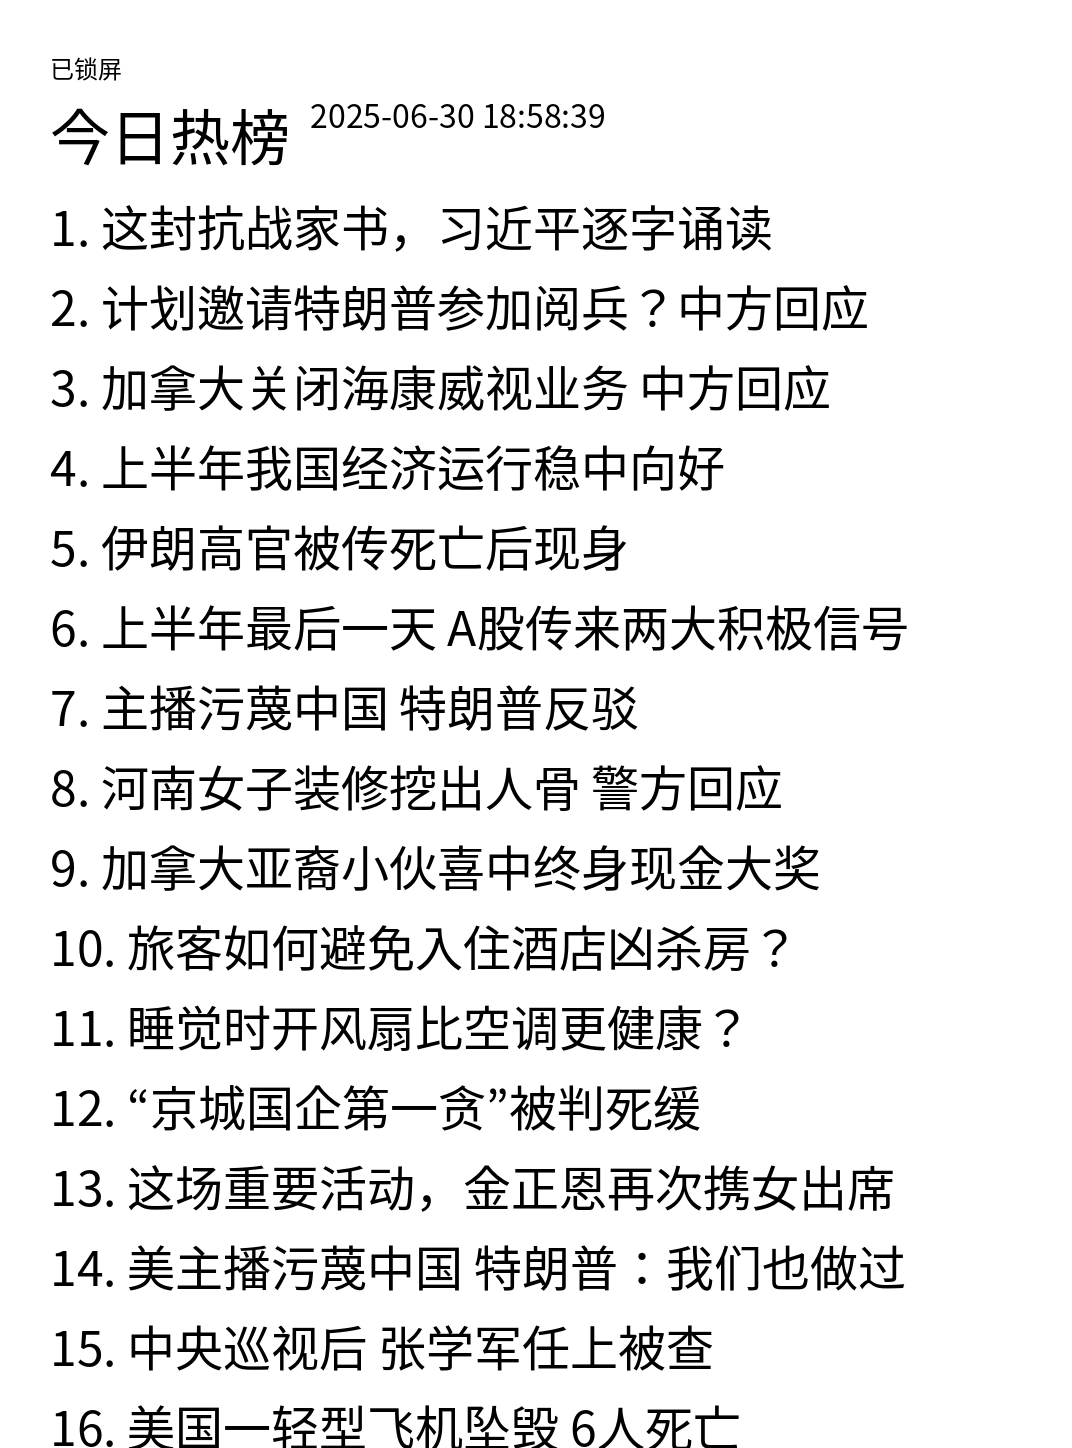 已锁屏
今日热榜 2025-06-30 18:58:39
1. 这封抗战家书，习近平逐字诵读
2. 计划邀请特朗普参加阅兵？中方回应
3. 加拿大关闭海康威视业务 中方回应
4. 上半年我国经济运行稳中向好
5. 伊朗高官被传死亡后现身
6. 上半年最后一天 A股传来两大积极信号
7. 主播污蔑中国 特朗普反驳
8. 河南女子装修挖出人骨 警方回应
9. 加拿大亚裔小伙喜中终身现金大奖
10. 旅客如何避免入住酒店凶杀房？
11. 睡觉时开风扇比空调更健康？
12. “京城国企第一贪”被判死缓
13. 这场重要活动，金正恩再次携女出席
14. 美主播污蔑中国 特朗普：我们也做过
15. 中央巡视后 张学军任上被查
16. 美国一轻型飞机坠毁 6人死亡